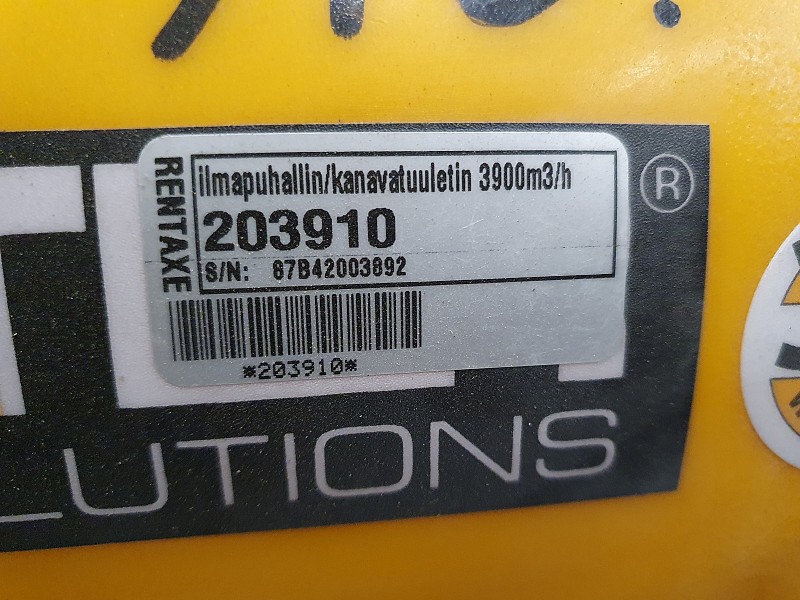 RENTAXE
ilmapuhallin/kanavatuuletin 3900m3/h
203910
S/N: 87B42003892
*203910*
®
LUTIONS